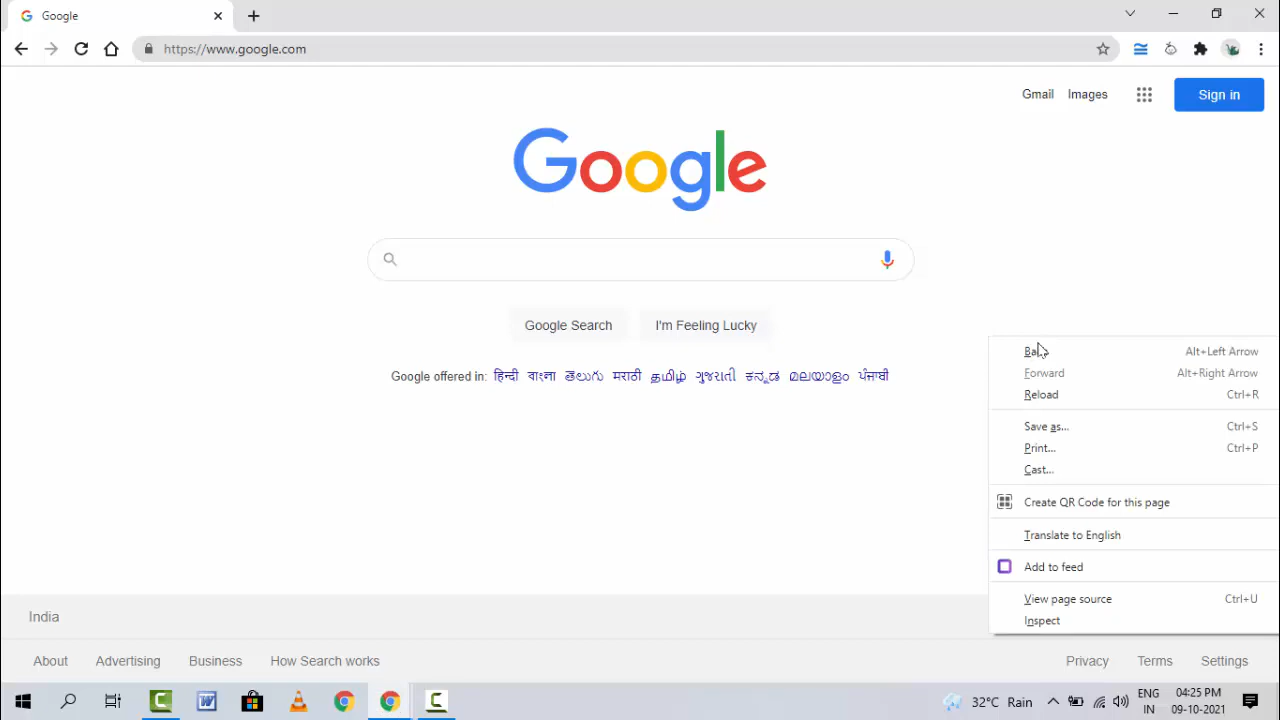 Google
https://www.google.com
Gmail Images Sign in
Google
Google Search I'm Feeling Lucky
Google offered in: हिन्दी বাংলা తెలుగు मराठी தமிழ் ગુજરાતી ಕನ್ನಡ മലയാളം ਪੰਜਾਬੀ
Alt+Left Arrow
Forward Alt+Right Arrow
Reload Ctrl+R
Save as... Ctrl+S
Print... Ctrl+P
Cast...
Create QR Code for this page
Translate to English
Add to feed
View page source Ctrl+U
Inspect
India
About Advertising Business How Search works Privacy Terms Settings
32°C Rain
ENG
IN
04:25 PM
09-10-2021